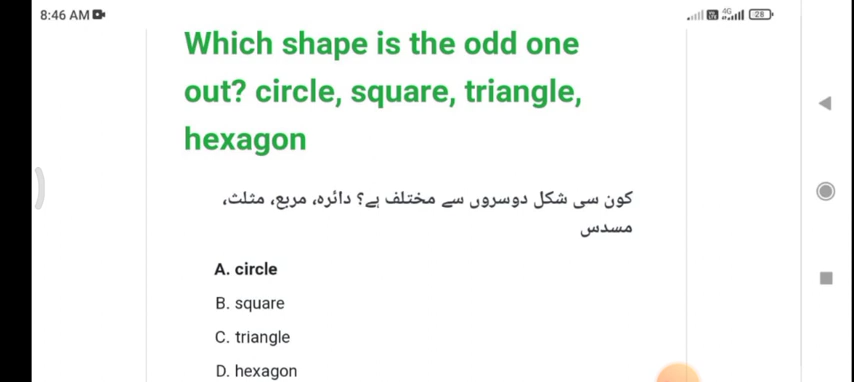 8:46 AM
4G
28
Which shape is the odd one
out? circle, square, triangle,
hexagon
کون سی شکل دوسروں سے مختلف ہے؟ دائرہ، مربع، مثلث،
مسدس
A. circle
B. square
C. triangle
D. hexagon